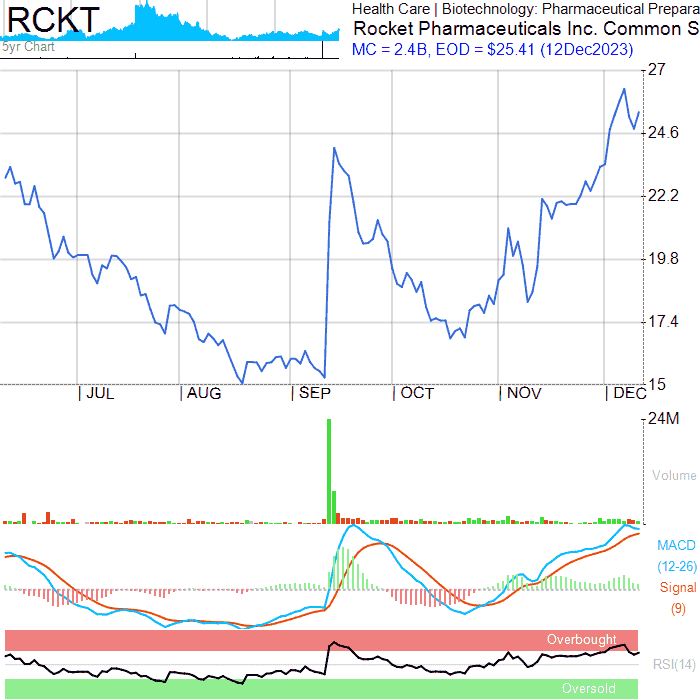 RCKT
5yr Chart
Health Care | Biotechnology: Pharmaceutical Prepara
Rocket Pharmaceuticals Inc. Common S
MC = 2.4B, EOD = $25.41 (12Dec2023)
27
24.6
22.2
19.8
17.4
15
| JUL | AUG | SEP | OCT | NOV | DEC
24M
Volume
MACD
(12-26)
Signal
(9)
Overbought
RSI(14)
Oversold